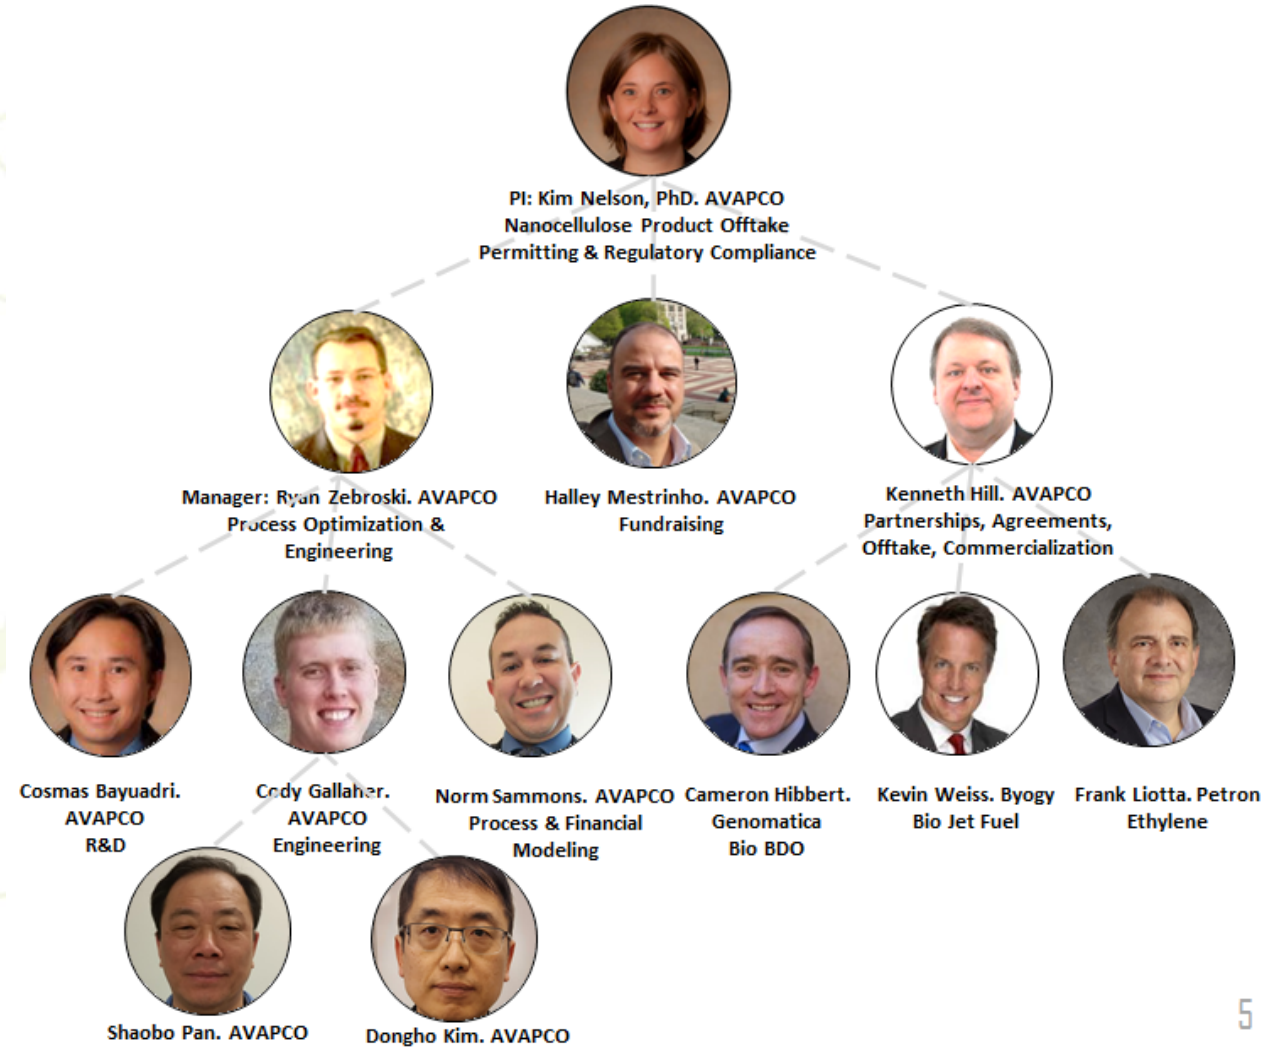 PI: Kim Nelson, PhD. AVAPCO
Nanocellulose Product Offtake
Permitting & Regulatory Compliance
Manager: Ryan Zebroski. AVAPCO
Process Optimization &
Engineering
Halley Mestrinho. AVAPCO
Fundraising
Kenneth Hill. AVAPCO
Partnerships, Agreements,
Offtake, Commercialization
Cosmas Bayuadri.
AVAPCO
R&D
Cody Gallaher.
AVAPCO
Engineering
Norm Sammons. AVAPCO
Process & Financial
Modeling
Cameron Hibbert.
Genomatica
Bio BDO
Kevin Weiss. Byogy
Bio Jet Fuel
Frank Liotta. Petron
Ethylene
Shaobo Pan. AVAPCO
Dongho Kim. AVAPCO
5